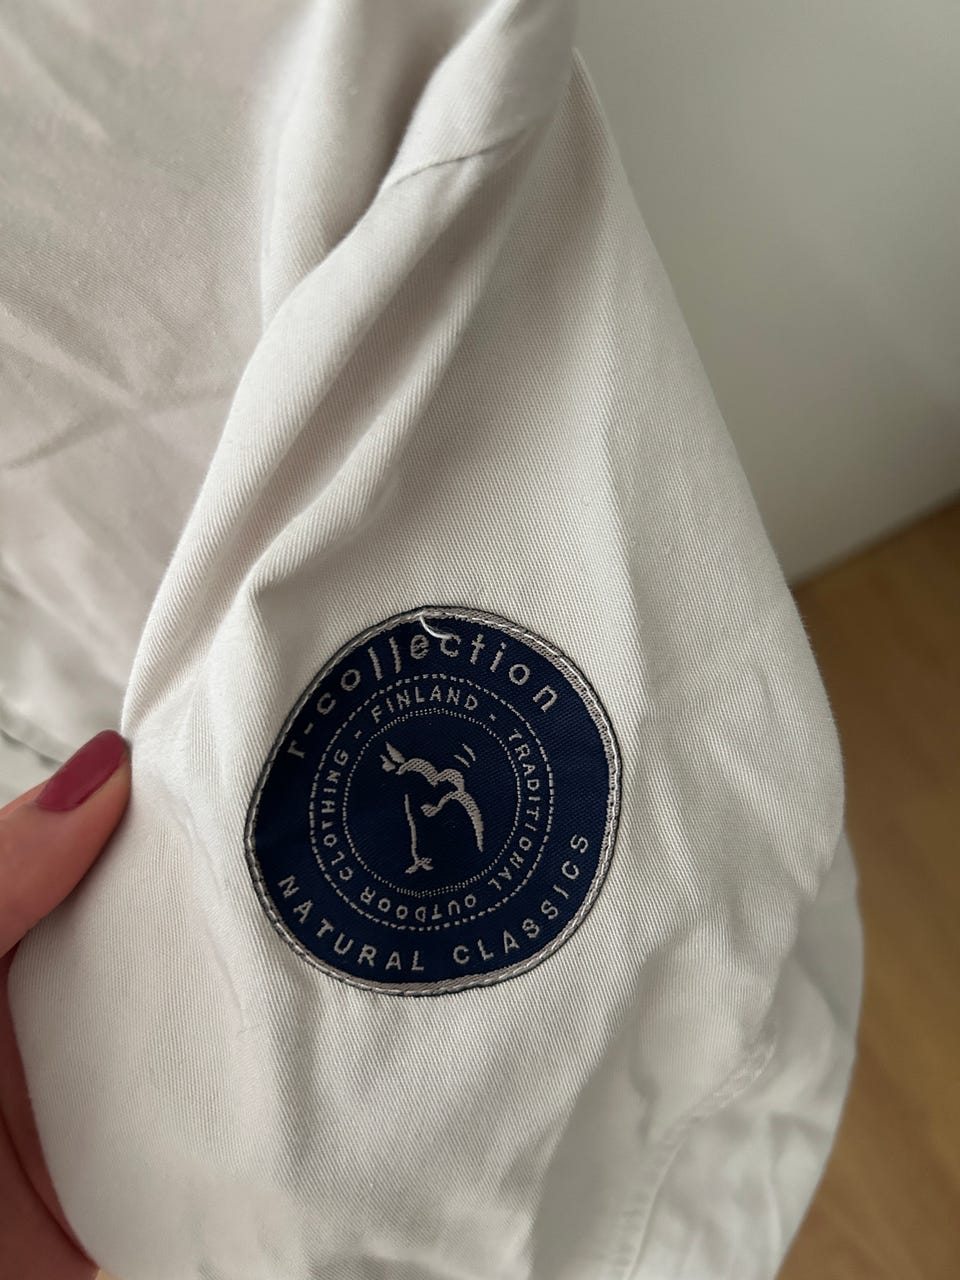 r-collection
- FINLAND - TRADITIONAL OUTDOOR CLOTHING
NATURAL CLASSICS